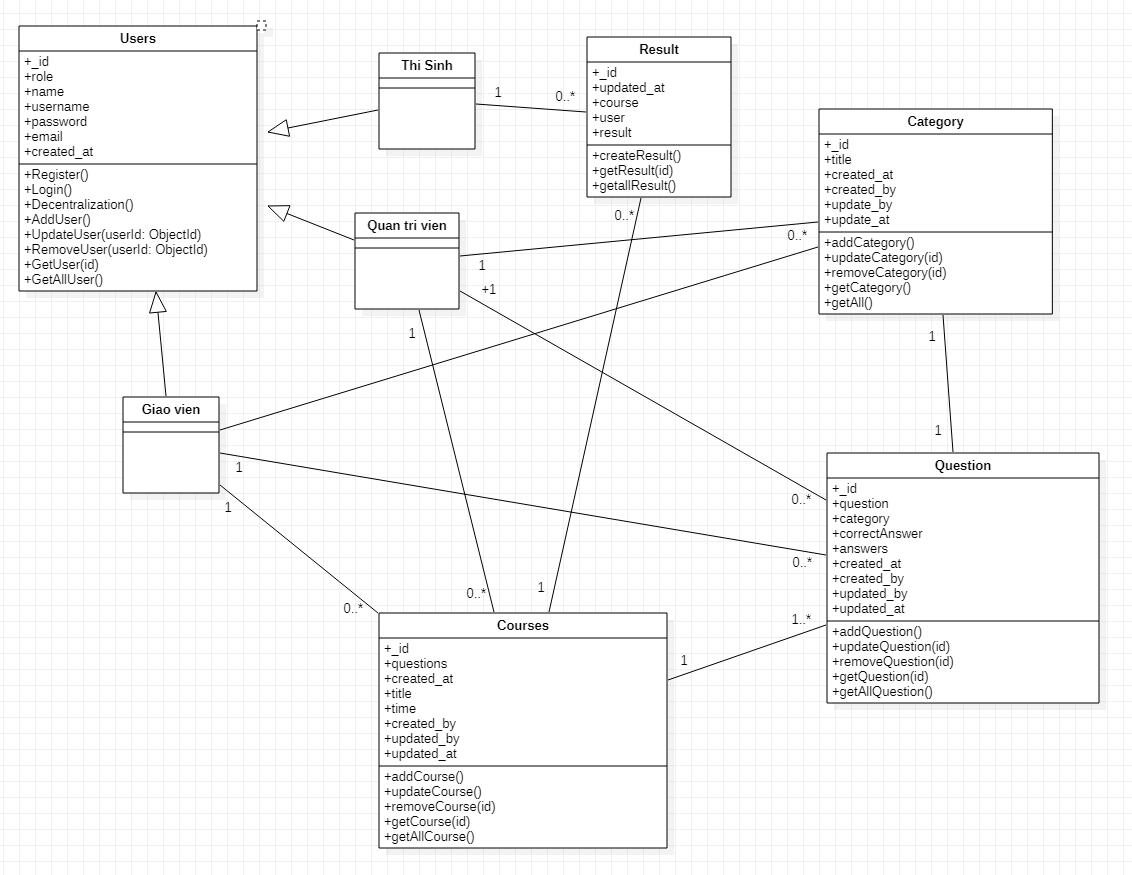 Users
+_id
+role
+name
+username
+password
+email
+created_at
+Register()
+Login()
+Decentralization()
+AddUser()
+UpdateUser(userId: ObjectId)
+RemoveUser(userId: ObjectId)
+GetUser(id)
+GetAllUser()
Thi Sinh
1
0..*
Result
+_id
+updated_at
+course
+user
+result
+createResult()
+getResult(id)
+getallResult()
0..*
Category
+_id
+title
+created_at
+created_by
+update_by
+update_at
+addCategory()
+updateCategory(id)
+removeCategory(id)
+getCategory()
+getAll()
0..*
Quan tri vien
1
+1
1
1
1
Giao vien
1
1
Question
+_id
+question
+category
+correctAnswer
+answers
+created_at
+created_by
+updated_by
+updated_at
+addQuestion()
+updateQuestion(id)
+removeQuestion(id)
+getQuestion(id)
+getAllQuestion()
0..*
0..*
1..*
1
0..*
0..*
1
Courses
+_id
+questions
+created_at
+title
+time
+created_by
+updated_by
+updated_at
+addCourse()
+updateCourse()
+removeCourse(id)
+getCourse(id)
+getAllCourse()